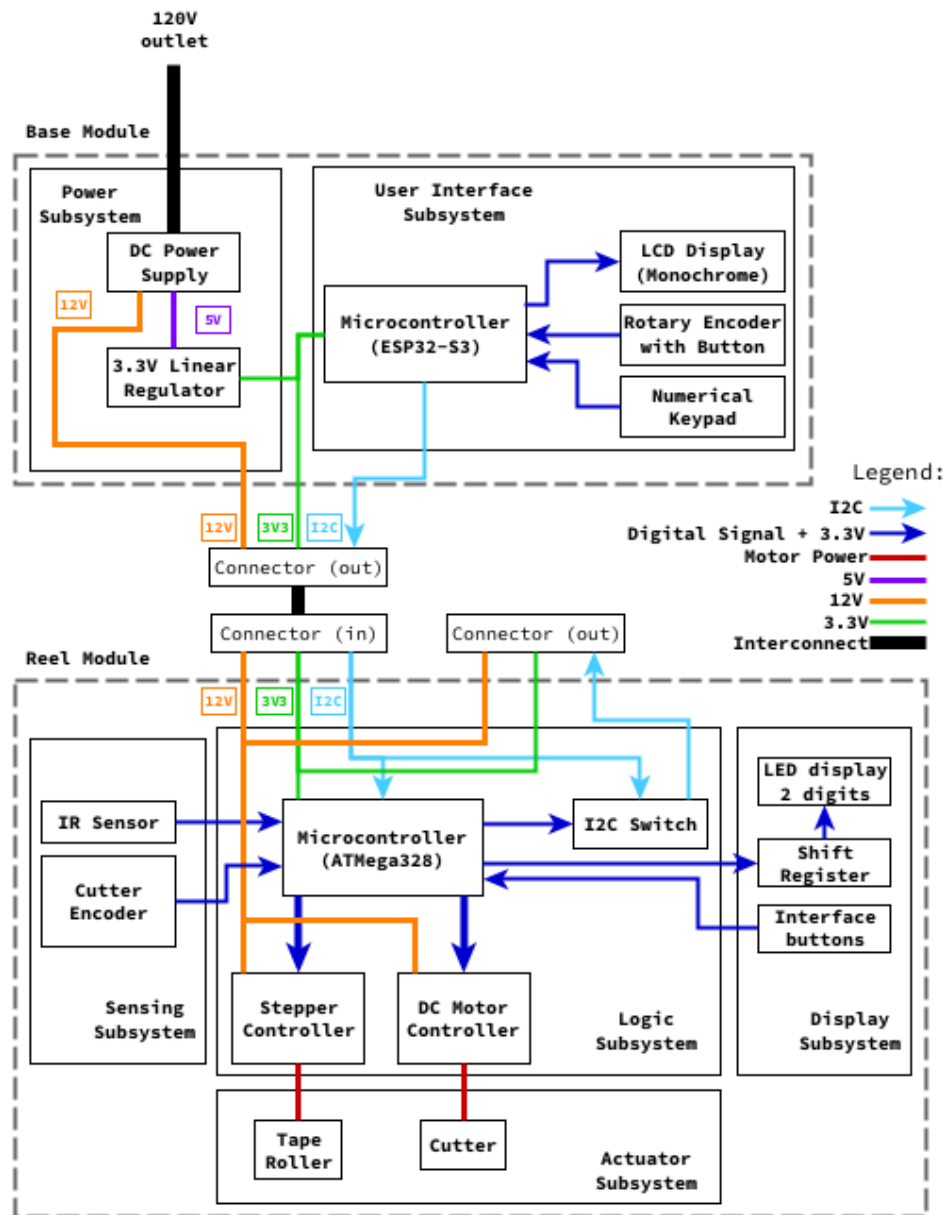 120V
outlet
Base Module
Power
Subsystem
DC Power
Supply
12V
5V
3.3V Linear
Regulator
User Interface
Subsystem
Microcontroller
(ESP32-S3)
LCD Display
(Monochrome)
Rotary Encoder
with Button
Numerical
Keypad
Legend:
I2C
Digital Signal + 3.3V
Motor Power
5V
12V
3.3V
Interconnect
12V
3V3
I2C
Connector (out)
Connector (in)
Connector (out)
Reel Module
12V
3V3
I2C
IR Sensor
Cutter
Encoder
Sensing
Subsystem
Microcontroller
(ATMega328)
I2C Switch
Stepper
Controller
DC Motor
Controller
Logic
Subsystem
LED display
2 digits
Shift
Register
Interface
buttons
Display
Subsystem
Tape
Roller
Cutter
Actuator
Subsystem